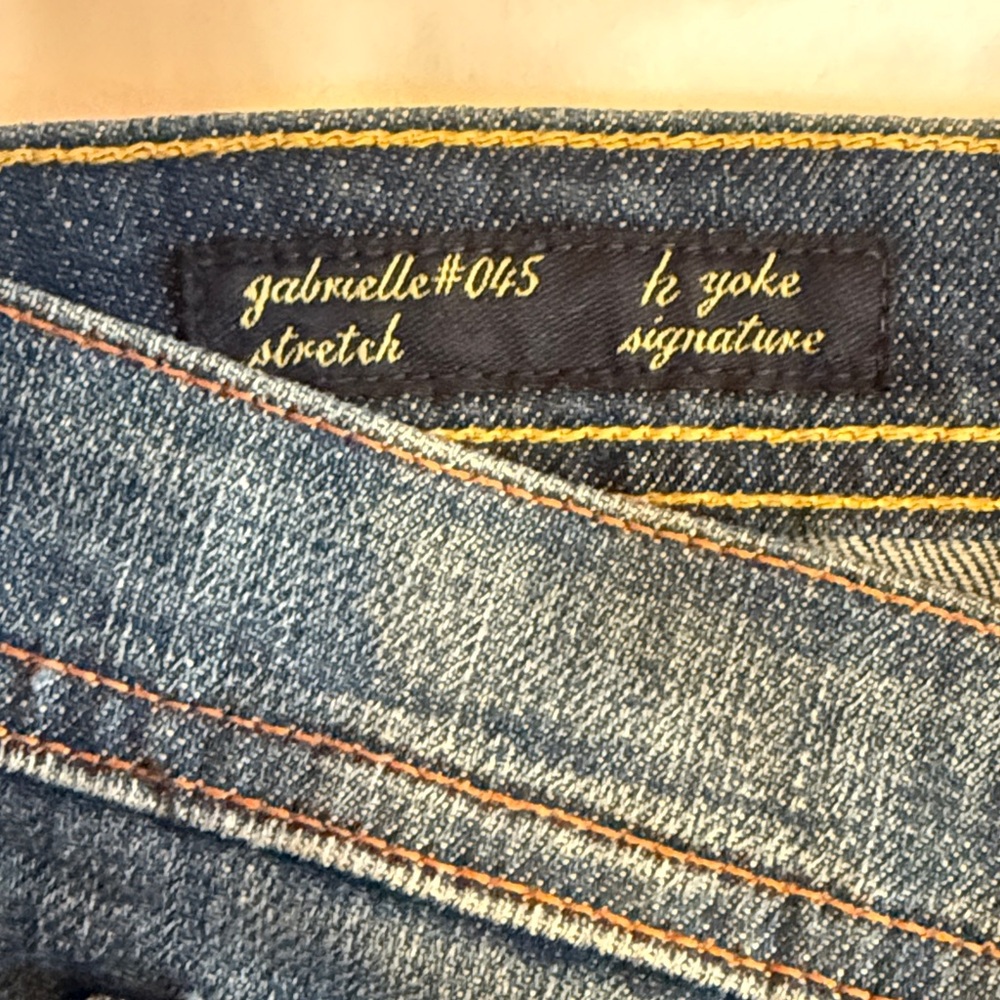 gabrielle#045
stretch
h yoke
signature